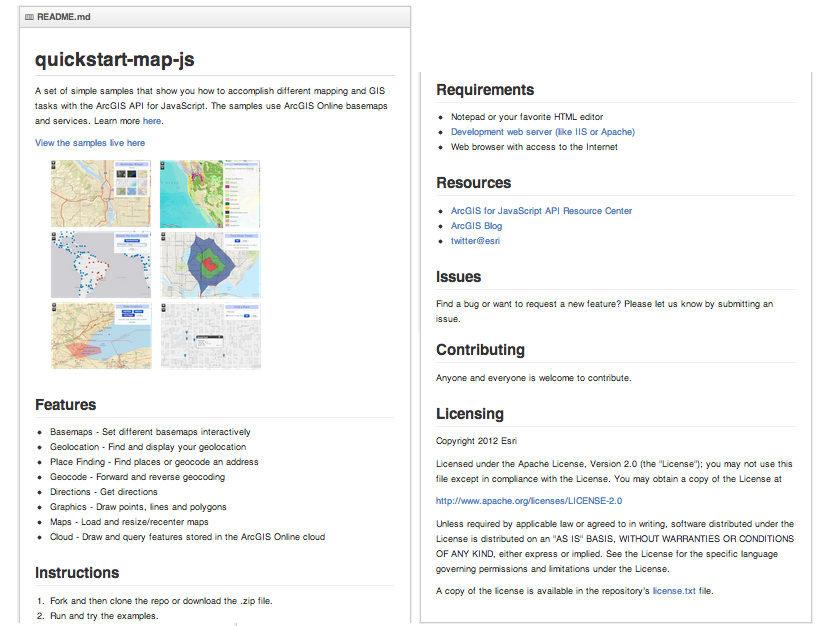 README.md
quickstart-map-js
A set of simple samples that show you how to accomplish different mapping and GIS
tasks with the ArcGIS API for JavaScript. The samples use ArcGIS Online basemaps
and services. Learn more here.
View the samples live here
Features
Basemaps - Set different basemaps interactively
Geolocation - Find and display your geolocation
Place Finding - Find places or geocode an address
Geocode - Forward and reverse geocoding
Directions - Get directions
Graphics - Draw points, lines and polygons
Maps - Load and resize/recenter maps
Cloud - Draw and query features stored in the ArcGIS Online cloud
Instructions
1. Fork and then clone the repo or download the .zip file.
2. Run and try the examples.
Requirements
Notepad or your favorite HTML editor
Development web server (like IIS or Apache)
Web browser with access to the Internet
Resources
ArcGIS for JavaScript API Resource Center
ArcGIS Blog
twitter@esri
Issues
Find a bug or want to request a new feature? Please let us know by submitting an
issue.
Contributing
Anyone and everyone is welcome to contribute.
Licensing
Copyright 2012 Esri
Licensed under the Apache License, Version 2.0 (the "License"); you may not use this
file except in compliance with the License. You may obtain a copy of the License at
http://www.apache.org/licenses/LICENSE-2.0
Unless required by applicable law or agreed to in writing, software distributed under the
License is distributed on an "AS IS" BASIS, WITHOUT WARRANTIES OR CONDITIONS
OF ANY KIND, either express or implied. See the License for the specific language
governing permissions and limitations under the License.
A copy of the license is available in the repository's license.txt file.